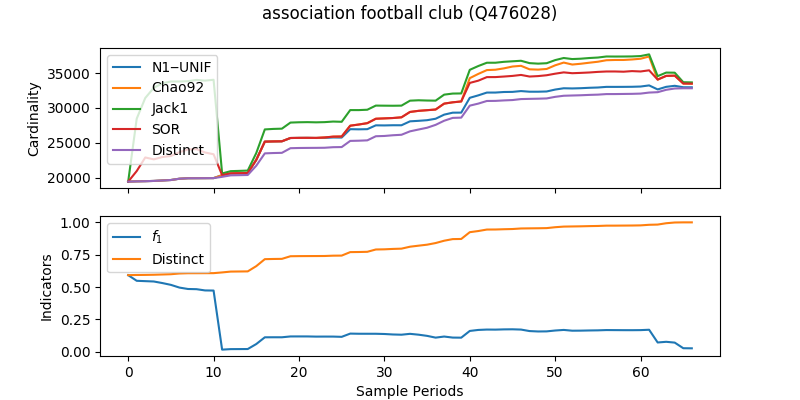 association football club (Q476028)
Cardinality
35000
30000
25000
20000
N1−UNIF
Chao92
Jack1
SOR
Distinct
Indicators
1.00
0.75
0.50
0.25
0.00
f1
Distinct
0
10
20
30
40
50
60
Sample Periods